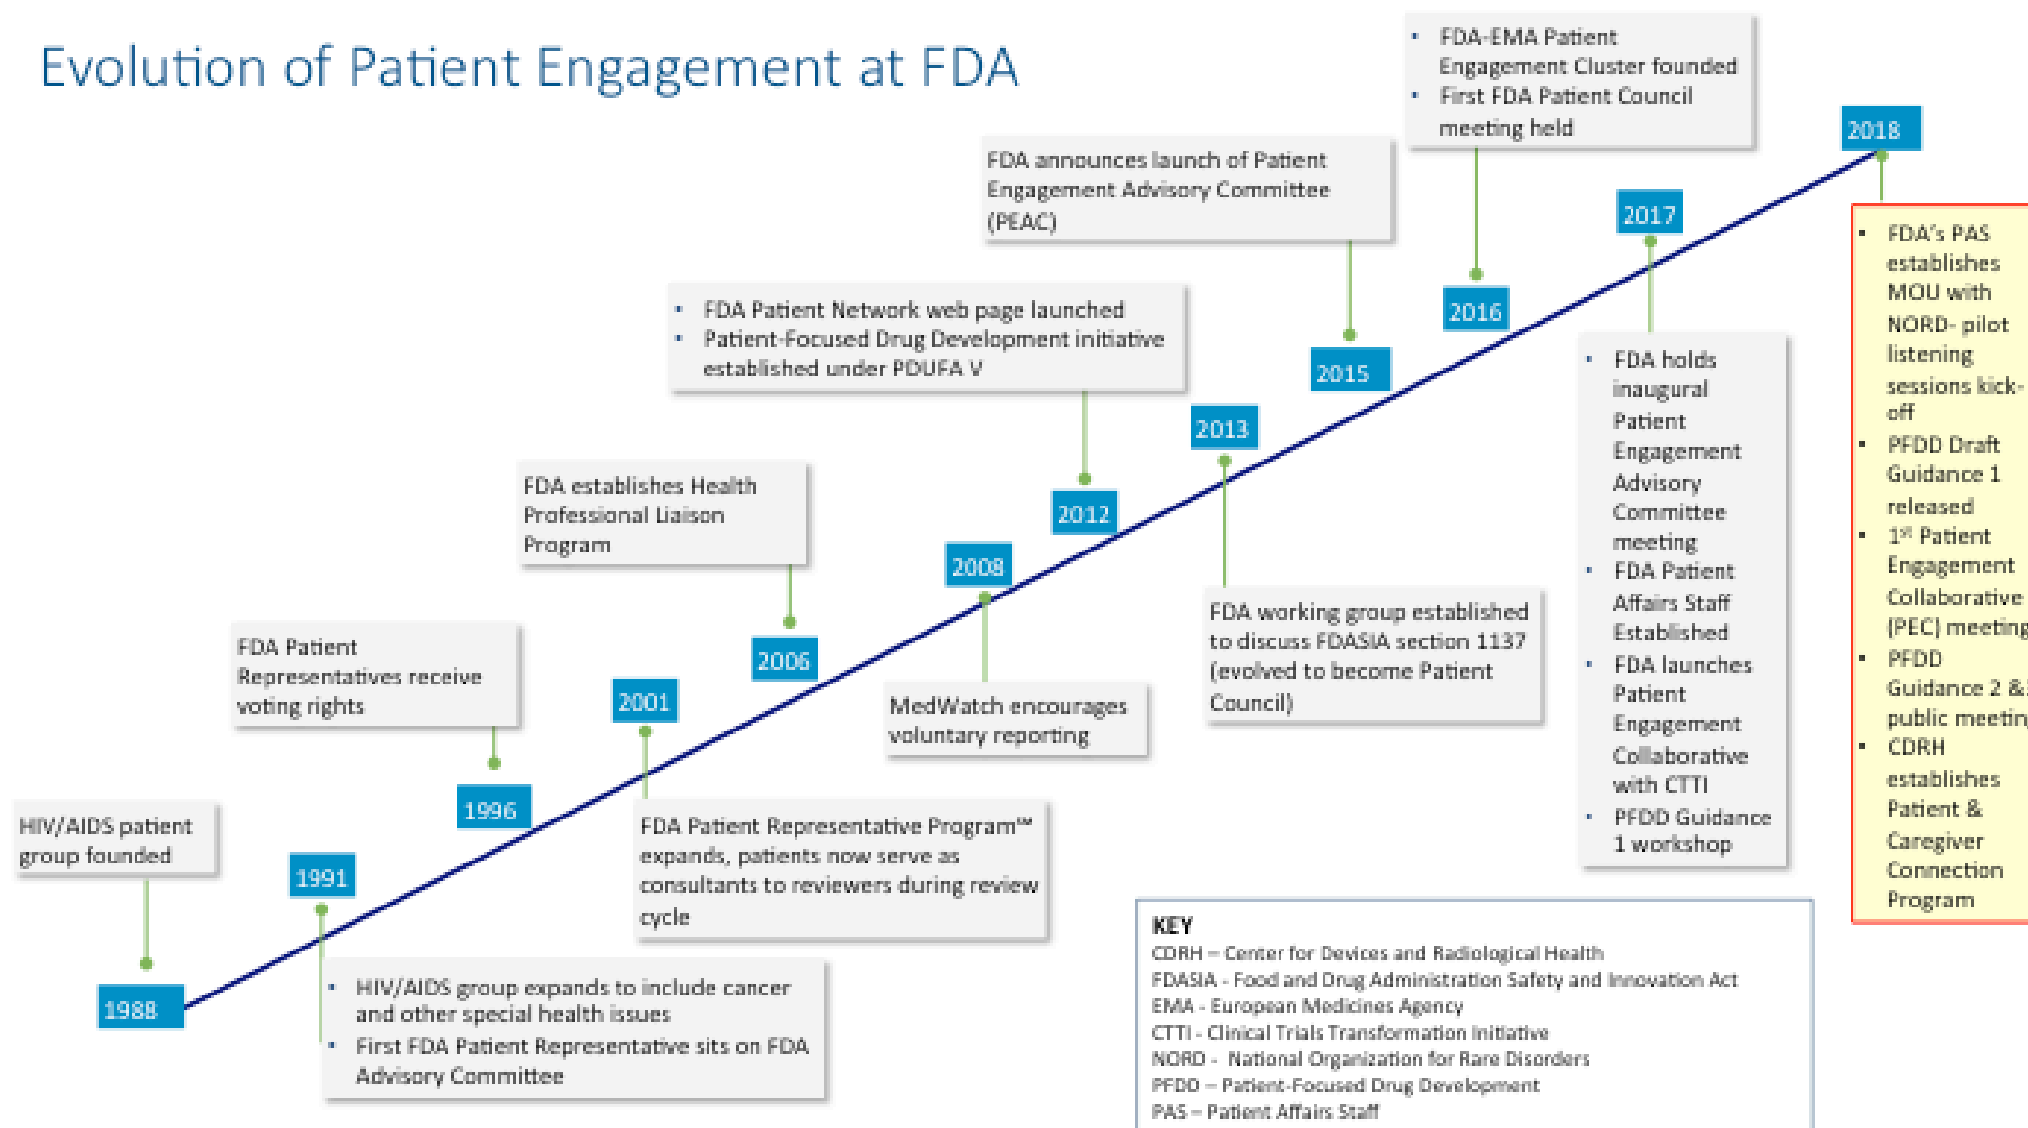 Evolution of Patient Engagement at FDA
• FDA-EMA Patient
Engagement Cluster founded
• First FDA Patient Council
meeting held
2018
FDA announces launch of Patient
Engagement Advisory Committee
(PEAC)
2017
• FDA Patient Network web page launched
• Patient-Focused Drug Development initiative
established under PDUFA V
2016
2015
2013
2012
▪ FDA's PAS
establishes
MOU with
NORD- pilot
listening
sessions kick-
off
▪ PFDD Draft
Guidance 1
released
▪ 1st Patient
Engagement
Collaborative
(PEC) meeting
▪ PFDD
Guidance 2 &
public meetin
▪ CDRH
establishes
Patient &
Caregiver
Connection
Program
• FDA holds
inaugural
Patient
Engagement
Advisory
Committee
meeting
• FDA Patient
Affairs Staff
Established
• FDA launches
Patient
Engagement
Collaborative
with CTTI
• PFDD Guidance
1 workshop
FDA establishes Health
Professional Liaison
Program
2008
2006
FDA working group established
to discuss FDASIA section 1137
(evolved to become Patient
Council)
FDA Patient
Representatives receive
voting rights
2001
MedWatch encourages
voluntary reporting
1996
HIV/AIDS patient
group founded
1991
FDA Patient Representative Program℠
expands, patients now serve as
consultants to reviewers during review
cycle
1988
• HIV/AIDS group expands to include cancer
and other special health issues
• First FDA Patient Representative sits on FDA
Advisory Committee
KEY
CDRH – Center for Devices and Radiological Health
FDASIA - Food and Drug Administration Safety and Innovation Act
EMA - European Medicines Agency
CTTI - Clinical Trials Transformation Initiative
NORD - National Organization for Rare Disorders
PFDD – Patient-Focused Drug Development
PAS – Patient Affairs Staff